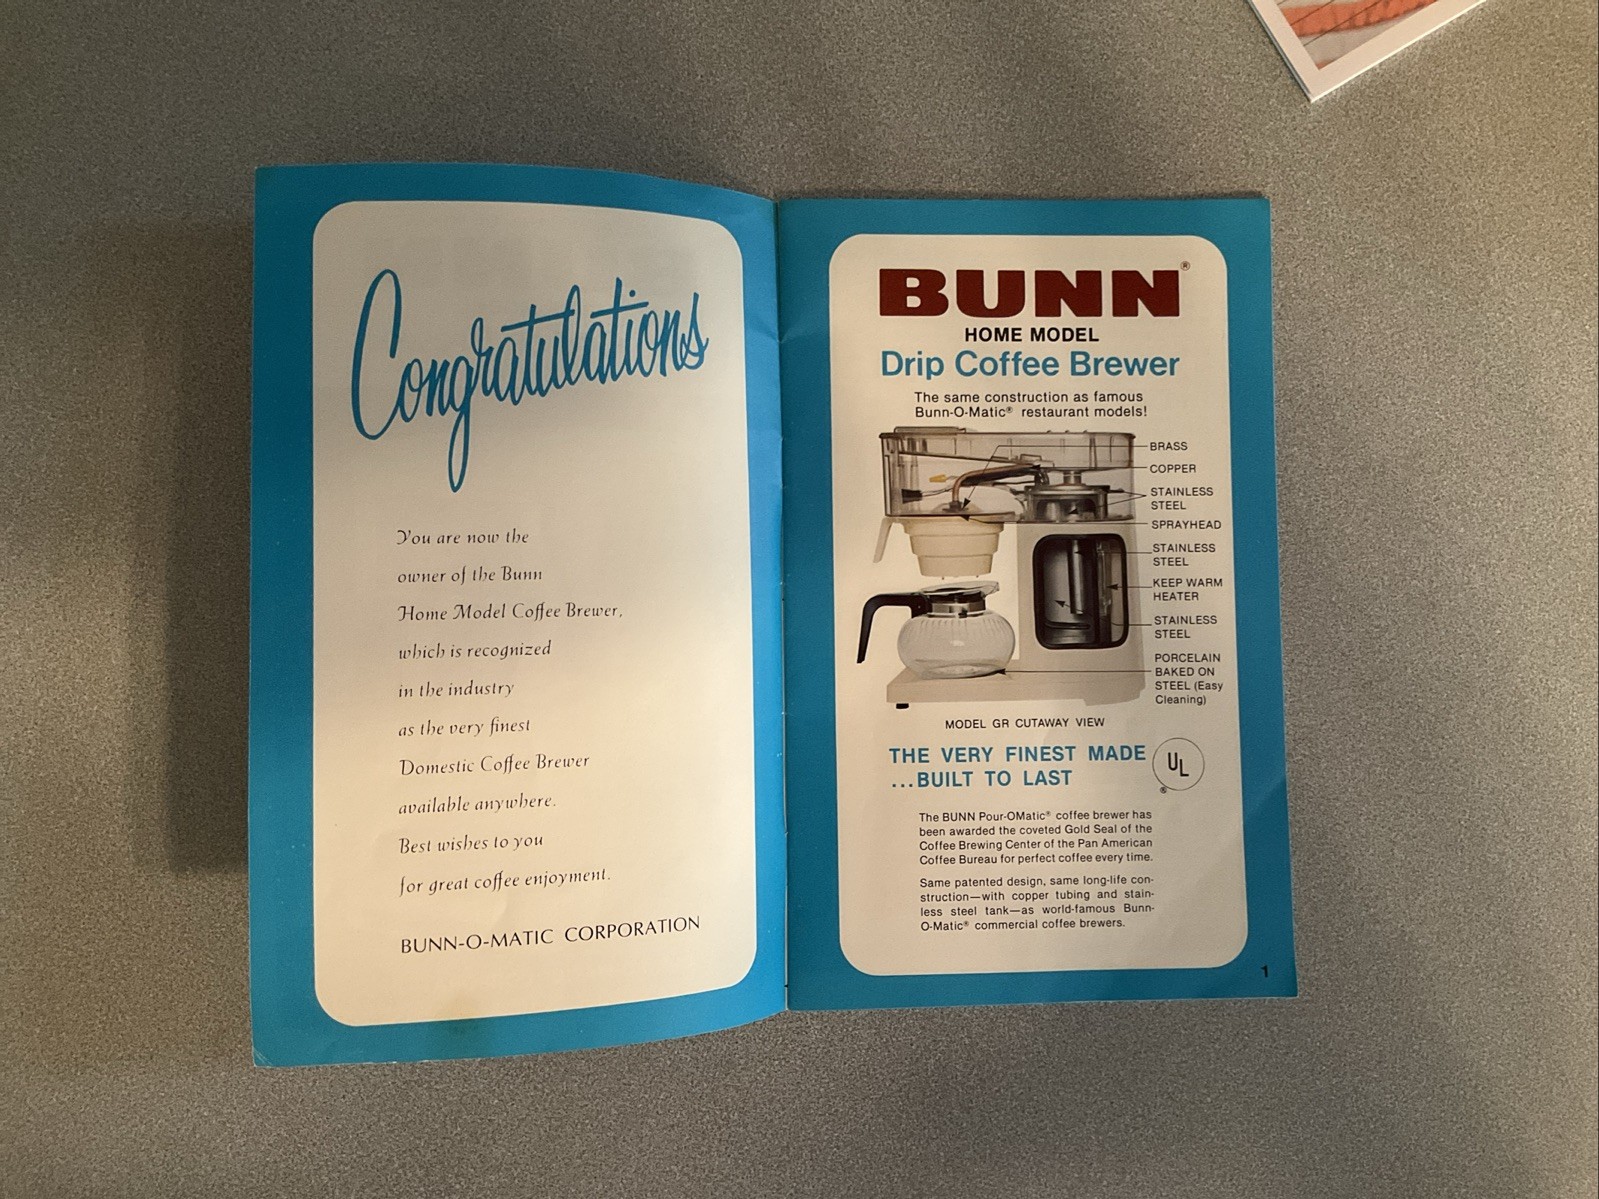 Congratulations
You are now the
owner of the Bunn
Home Model Coffee Brewer,
which is recognized
in the industry
as the very finest
Domestic Coffee Brewer
available anywhere.
Best wishes to you
for great coffee enjoyment.
BUNN-O-MATIC CORPORATION
BUNN®
HOME MODEL
Drip Coffee Brewer
The same construction as famous
Bunn-O-Matic® restaurant models!
BRASS
COPPER
STAINLESS
STEEL
SPRAYHEAD
STAINLESS
STEEL
KEEP WARM
HEATER
STAINLESS
STEEL
PORCELAIN
BAKED ON
STEEL (Easy
Cleaning)
MODEL GR CUTAWAY VIEW
THE VERY FINEST MADE
...BUILT TO LAST
UL
®
The BUNN Pour-OMatic® coffee brewer has
been awarded the coveted Gold Seal of the
Coffee Brewing Center of the Pan American
Coffee Bureau for perfect coffee every time.
Same patented design, same long-life con-
struction—with copper tubing and stain-
less steel tank—as world-famous Bunn-
O-Matic® commercial coffee brewers.
1